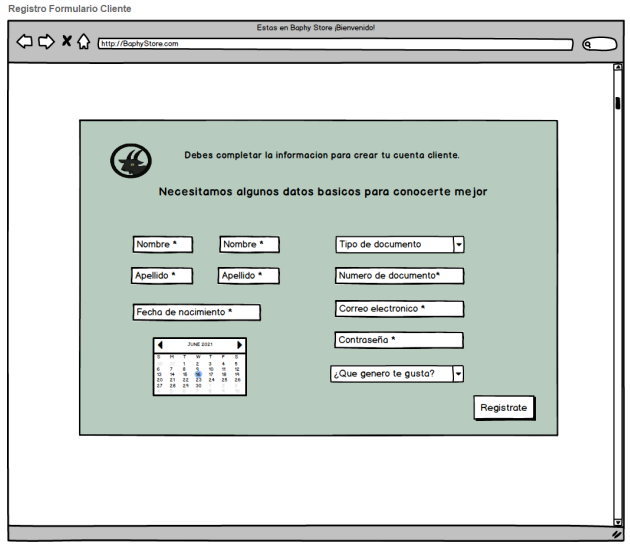 Registro Formulario Cliente
Estas en Baphy Store ¡Bienvenido!
http://BaphyStore.com
Debes completar la informacion para crear tu cuenta cliente.
Necesitamos algunos datos basicos para conocerte mejor
Nombre *
Nombre *
Apellido *
Apellido *
Fecha de nacimiento *
JUNE 2021
S M T W T F S
1 2 3 4 5
6 7 8 9 10 11 12
13 14 15 16 17 18 19
20 21 22 23 24 25 26
27 28 29 30
Tipo de documento
Numero de documento*
Correo electronico *
Contraseña *
¿Que genero te gusta?
Registrate